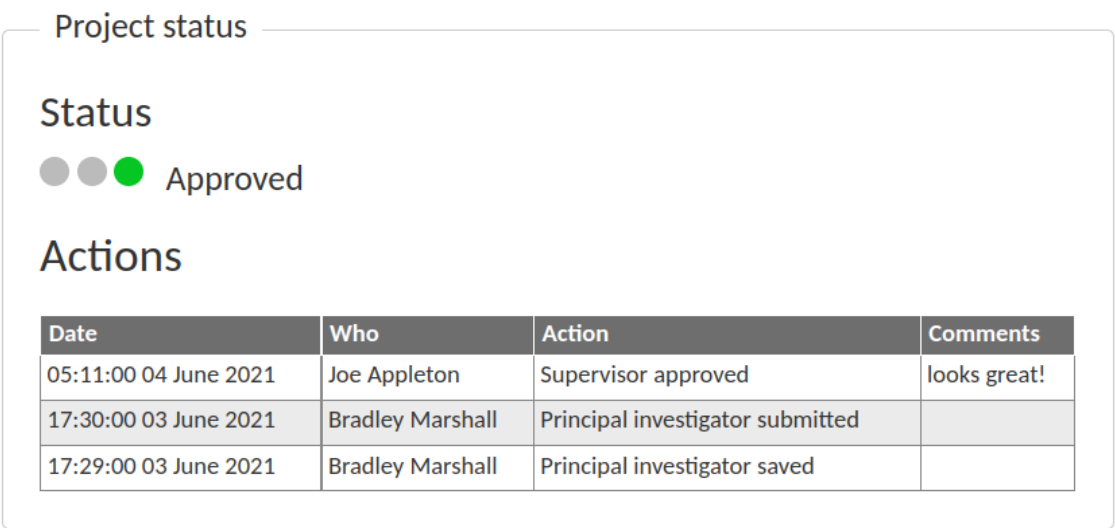 Project status
Status
Approved
Actions
Date Who Action Comments
05:11:00 04 June 2021 Joe Appleton Supervisor approved looks great!
17:30:00 03 June 2021 Bradley Marshall Principal investigator submitted
17:29:00 03 June 2021 Bradley Marshall Principal investigator saved